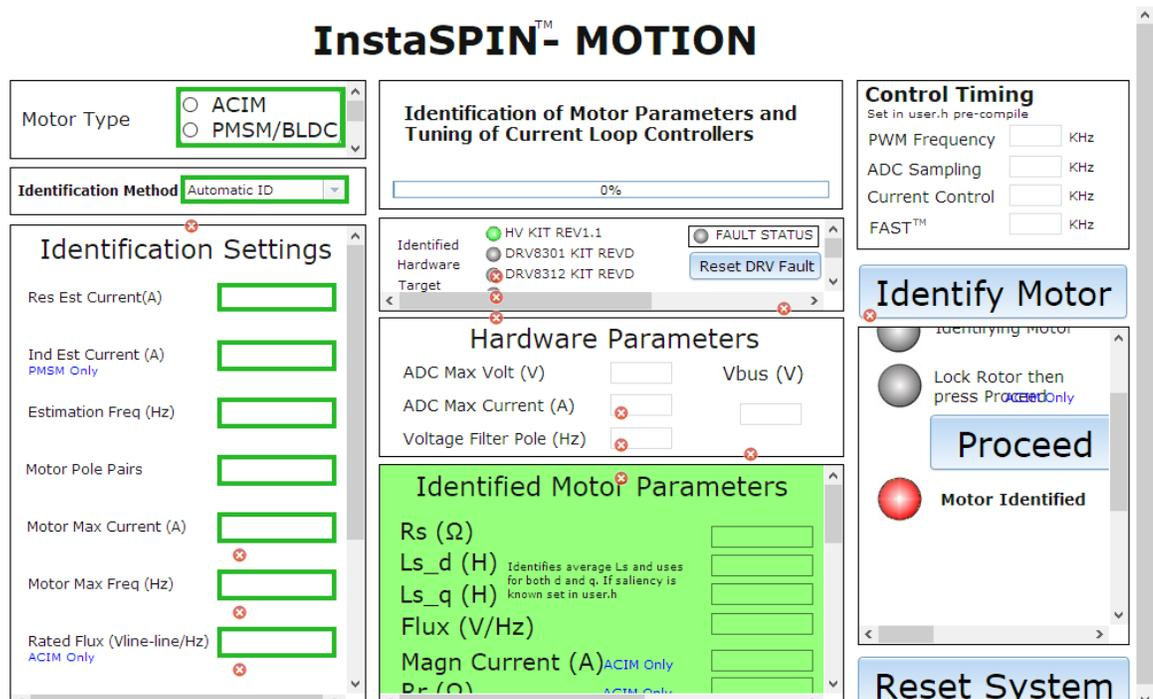 InstaSPIN™- MOTION
Motor Type
ACIM
PMSM/BLDC
Identification Method
Automatic ID
Identification Settings
Res Est Current(A)
Ind Est Current (A)
PMSM Only
Estimation Freq (Hz)
Motor Pole Pairs
Motor Max Current (A)
Motor Max Freq (Hz)
Rated Flux (Vline-line/Hz)
ACIM Only
Identification of Motor Parameters and
Tuning of Current Loop Controllers
0%
Identified
Hardware
Target
HV KIT REV1.1
DRV8301 KIT REVD
DRV8312 KIT REVD
FAULT STATUS
Reset DRV Fault
Hardware Parameters
ADC Max Volt (V)
ADC Max Current (A)
Voltage Filter Pole (Hz)
Vbus (V)
Identified Motor Parameters
Rs (Ω)
Ls_d (H)
Ls_q (H)
Identifies average Ls and uses
for both d and q. If saliency is
known set in user.h
Flux (V/Hz)
Magn Current (A)
ACIM Only
Rr (Ω)
ACIM Only
Control Timing
Set in user.h pre-compile
PWM Frequency KHz
ADC Sampling KHz
Current Control KHz
FAST™ KHz
Identify Motor
Identifying Motor
Lock Rotor then
press Proceed
ACIM Only
Proceed
Motor Identified
Reset System